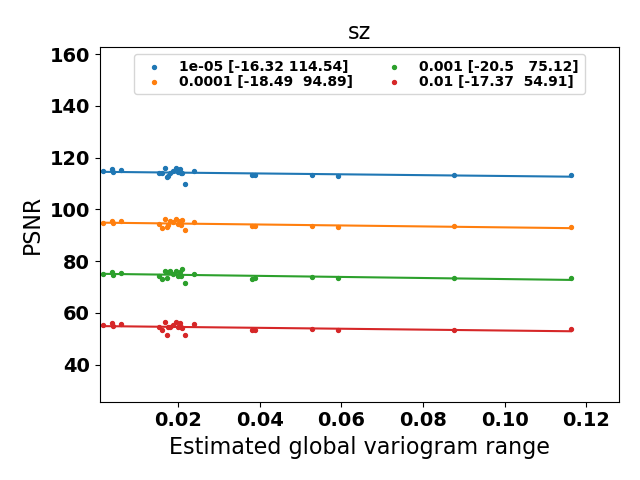 sz
160
140
120
100
80
60
40
PSNR
1e-05 [-16.32 114.54]
0.0001 [-18.49  94.89]
0.001 [-20.5   75.12]
0.01 [-17.37  54.91]
0.02 0.04 0.06 0.08 0.10 0.12
Estimated global variogram range